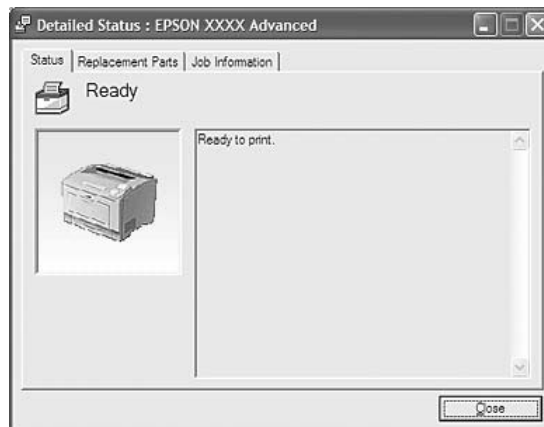 Detailed Status : EPSON XXXX Advanced
Status Replacement Parts Job Information
Ready
Ready to print.
Close